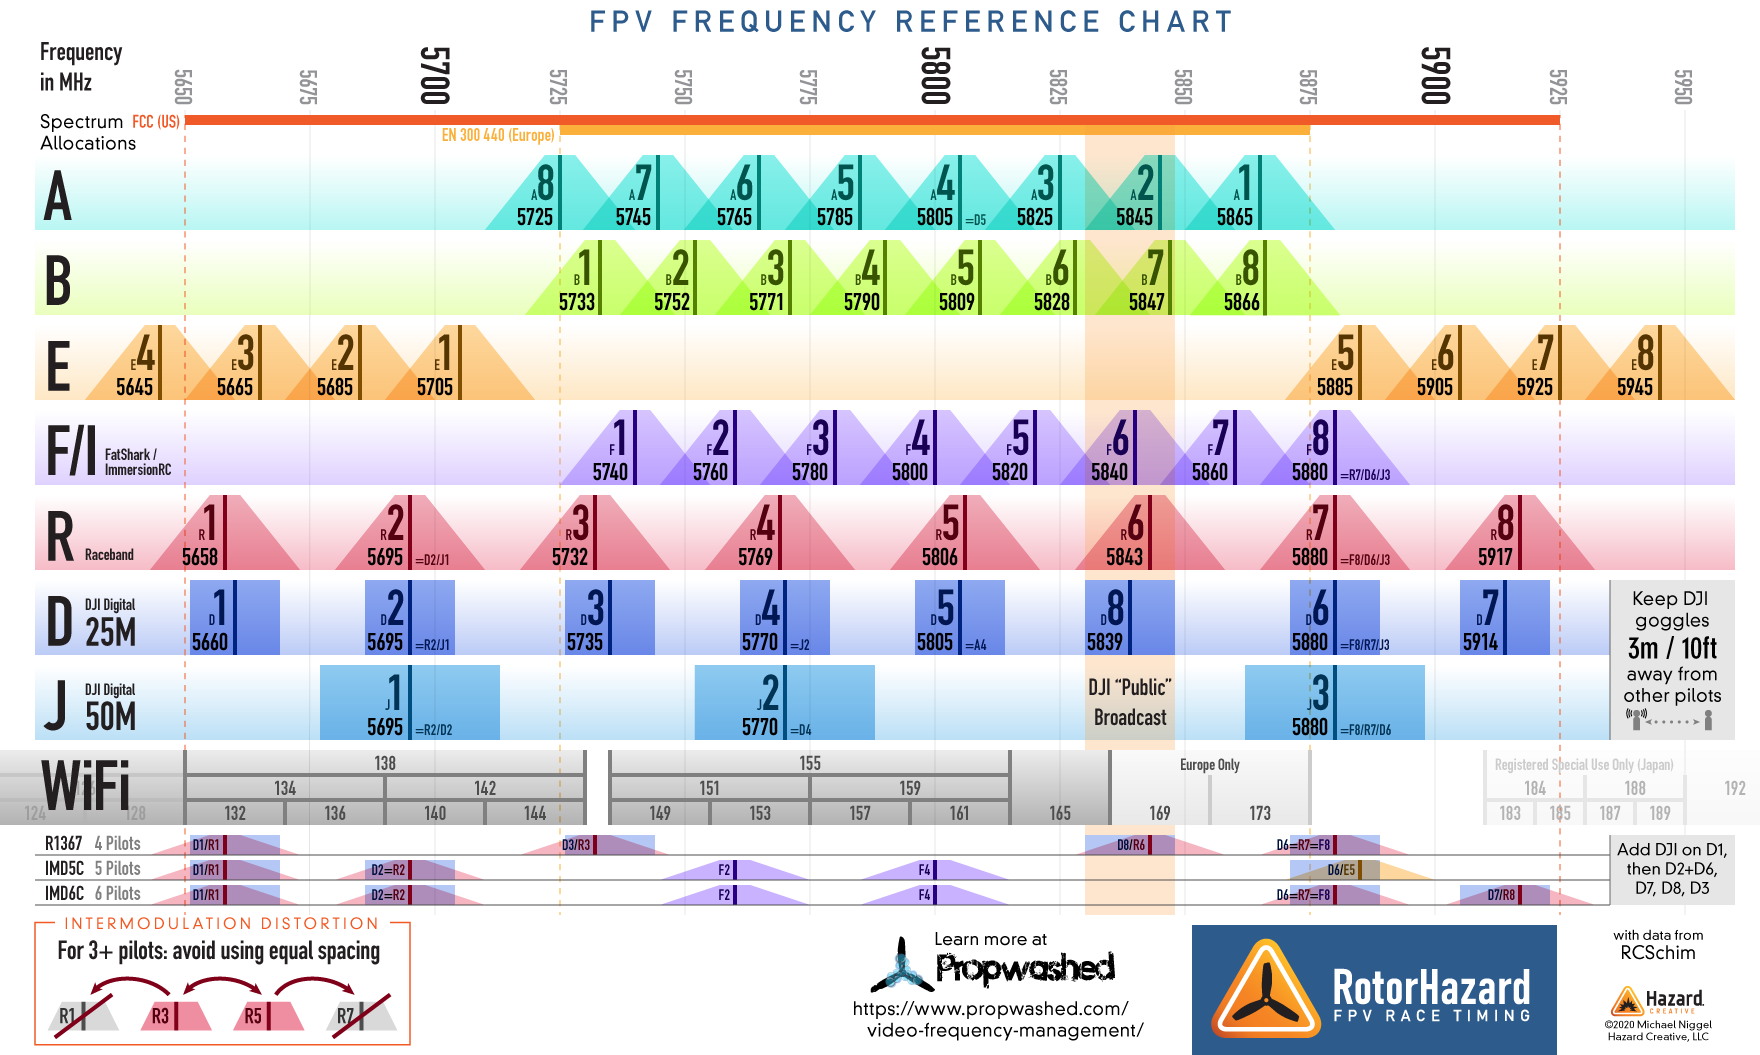 FPV FREQUENCY REFERENCE CHART
Frequency
in MHz
5650 5675 5700 5725 5750 5775 5800 5825 5850 5875 5900 5925 5950
Spectrum
Allocations
FCC (US)
EN 300 440 (Europe)
A
A8 A7 A6 A5 A4 A3 A2 A1
5725 5745 5765 5785 5805 =D5 5825 5845 5865
B
B1 B2 B3 B4 B5 B6 B7 B8
5733 5752 5771 5790 5809 5828 5847 5866
E
E4 E3 E2 E1 E5 E6 E7 E8
5645 5665 5685 5705 5885 5905 5925 5945
F/I FatShark /
ImmersionRC
F1 F2 F3 F4 F5 F6 F7 F8
5740 5760 5780 5800 5820 5840 5860 5880 =R7/D6/J3
R Raceband
R1 R2 R3 R4 R5 R6 R7 R8
5658 5695 =D2/J1 5732 5769 5806 5843 5880 =F8/D6/J3 5917
D DJI Digital
25M
D1 D2 D3 D4 D5 D8 D6 D7
5660 5695 =R2/J1 5735 5770 =J2 5805 =A4 5839 5880 =F8/R7/J3 5914
Keep DJI
goggles
3m / 10ft
away from
other pilots
J DJI Digital
50M
J1 J2 J3
5695 =R2/D2 5770 =D4 5880 =F8/R7/D6
DJI "Public"
Broadcast
WiFi
138 155 Europe Only Registered Special Use Only (Japan)
126 134 142 151 159 184 188 192
124 128 132 136 140 144 149 153 157 161 165 169 173 183 185 187 189
R1367 4 Pilots D1/R1 D3/R3 D8/R6 D6=R7=F8
IMD5C 5 Pilots D1/R1 D2=R2 F2 F4 D6/E5
IMD6C 6 Pilots D1/R1 D2=R2 F2 F4 D6=R7=F8 D7/R8
Add DJI on D1,
then D2+D6,
D7, D8, D3
INTERMODULATION DISTORTION
For 3+ pilots: avoid using equal spacing
R1 R3 R5 R7
Learn more at
Propwashed
https://www.propwashed.com/
video-frequency-management/
RotorHazard
FPV RACE TIMING
with data from
RCSchim
Hazard
CREATIVE
©2020 Michael Niggel
Hazard Creative, LLC